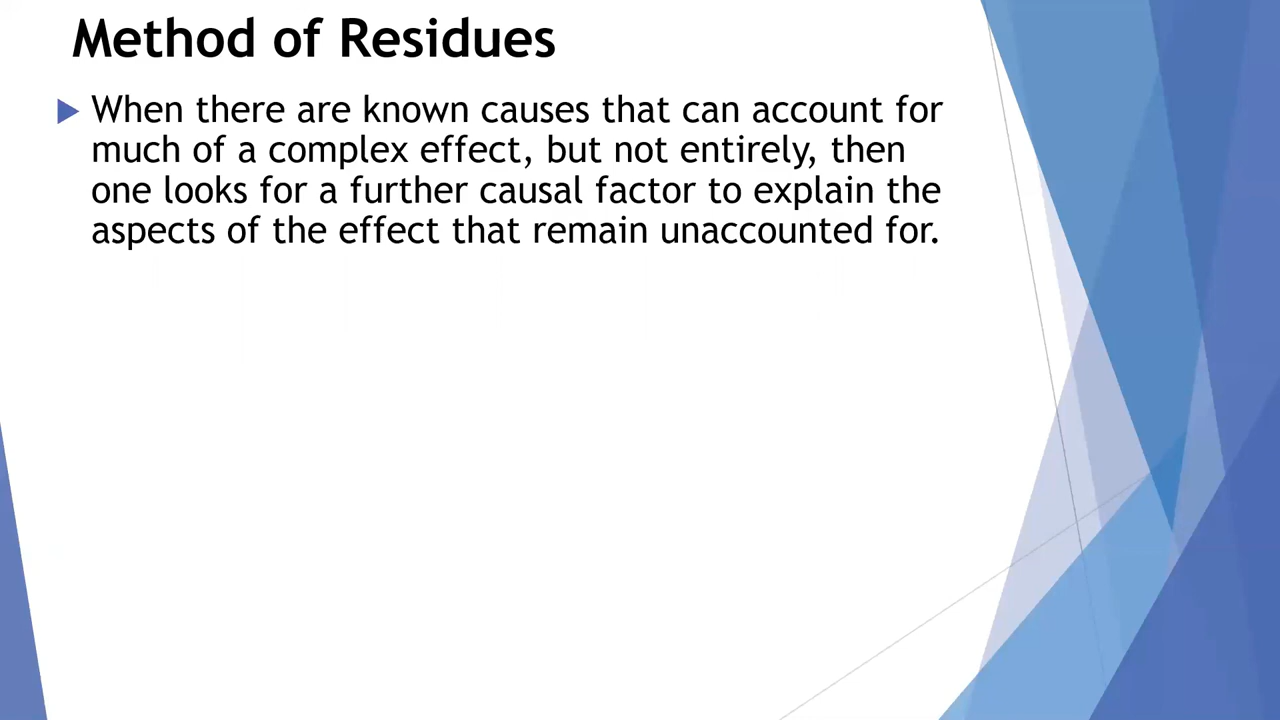 Method of Residues
When there are known causes that can account for
much of a complex effect, but not entirely, then
one looks for a further causal factor to explain the
aspects of the effect that remain unaccounted for.